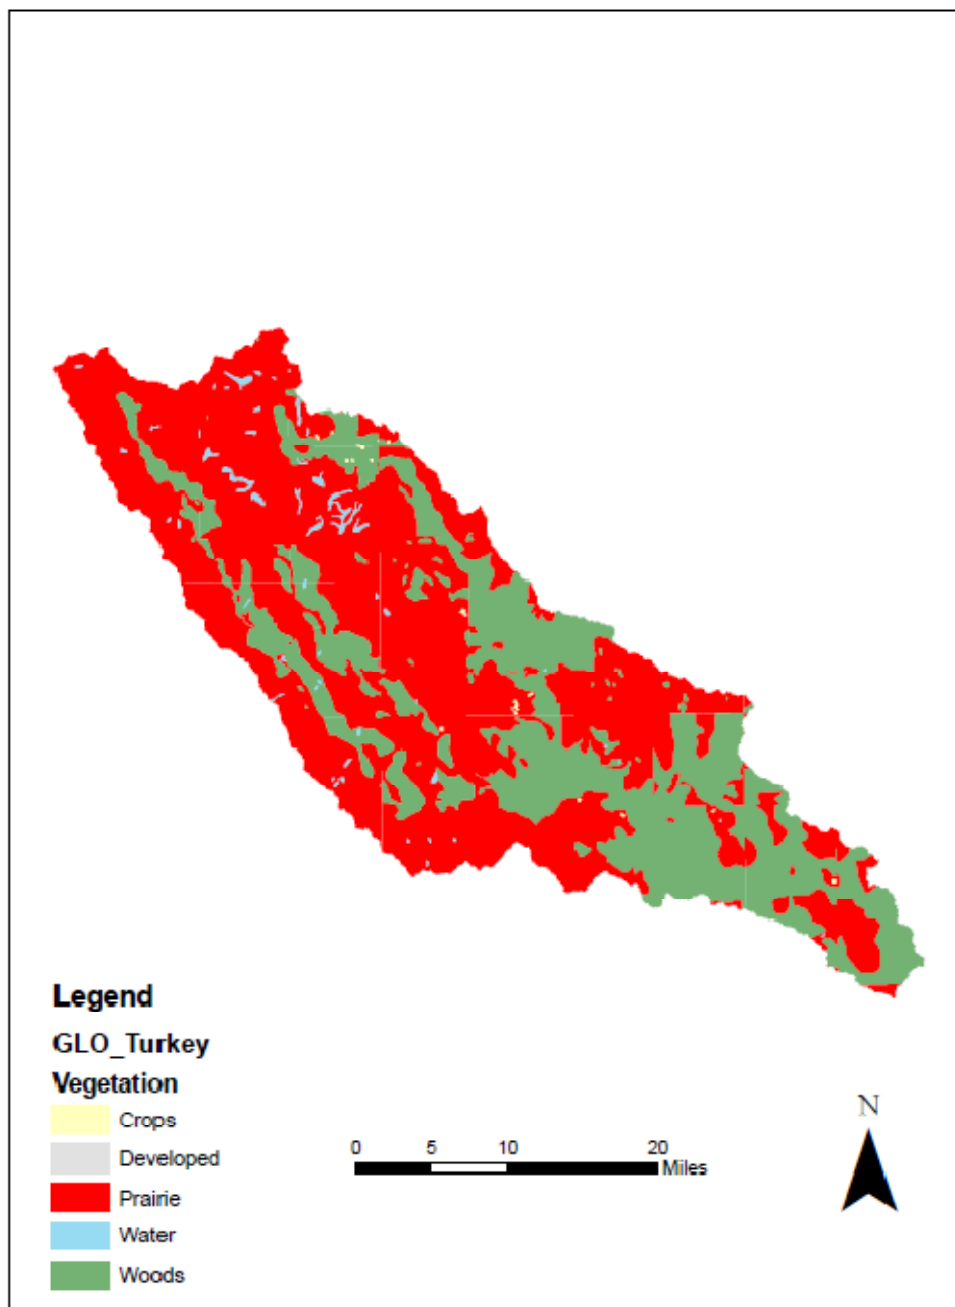 Legend
GLO_Turkey
Vegetation
Crops
Developed
Prairie
Water
Woods
0 5 10 20
Miles
N